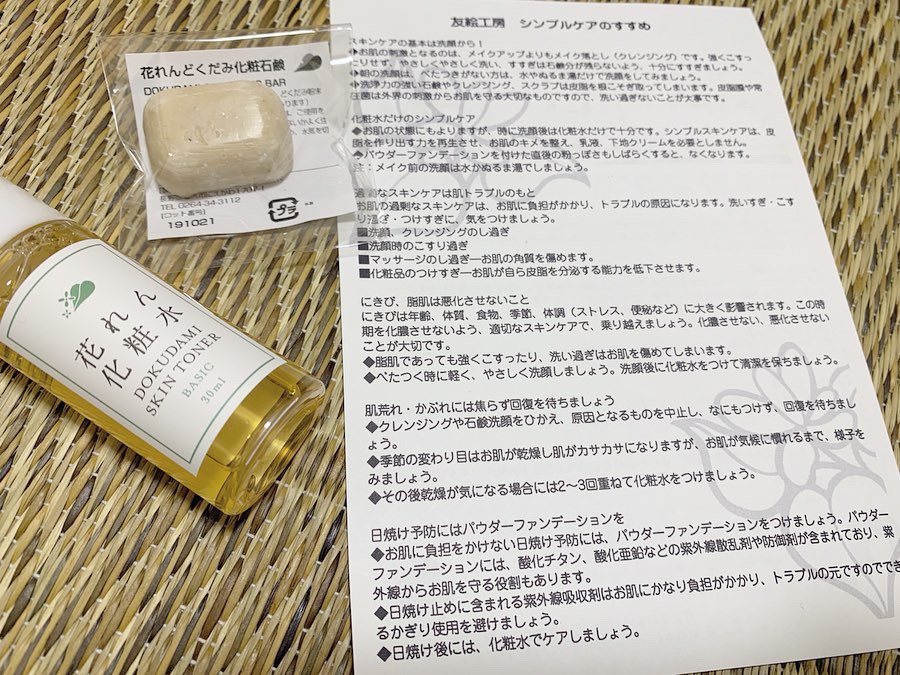 友絵工房　シンプルケアのすすめ
スキンケアの基本は洗顔から！
◆お肌の刺激となるのは、メイクアップよりもメイク落とし（クレンジング）です。強くこす
ったりせず、やさしくやさしく洗い、すすぎは石鹸分が残らないよう、十分にすすぎましょう。
◆朝の洗顔は、べたつきがない方は、水やぬるま湯だけで洗顔をしてみましょう。
◆洗浄力の強い石鹸やクレンジング、スクラブは皮脂を根こそぎ取ってしまいます。皮脂膜や常
在菌は外界の刺激からお肌を守る大切なものですので、洗い過ぎないことが大事です。
化粧水だけのシンプルケア
◆お肌の状態にもよりますが、時に洗顔後は化粧水だけで十分です。シンプルスキンケアは、皮
脂を作り出す力を再生させ、お肌のキメを整え、乳液、下地クリームを必要としません。
◆パウダーファンデーションを付けた直後の粉っぽさもしばらくすると、なくなります。
注：メイク前の洗顔は水かぬるま湯でしましょう。
過剰なスキンケアは肌トラブルのもと
お肌の過剰なスキンケアは、お肌に負担がかかり、トラブルの原因になります。洗いすぎ・こす
り過ぎ・つけすぎに、気をつけましょう。
■洗顔、クレンジングのし過ぎ
■洗顔時のこすり過ぎ
■マッサージのし過ぎーお肌の角質を傷めます。
■化粧品のつけすぎーお肌が自ら皮脂を分泌する能力を低下させます。
にきび、脂肌は悪化させないこと
にきびは年齢、体質、食物、季節、体調（ストレス、便秘など）に大きく影響されます。この時
期を化膿させないよう、適切なスキンケアで、乗り越えましょう。化膿させない、悪化させない
ことが大切です。
◆脂肌であっても強くこすったり、洗い過ぎはお肌を傷めてしまいます。
◆べたつく時に軽く、やさしく洗顔しましょう。洗顔後に化粧水をつけて清潔を保ちましょう。
肌荒れ・かぶれには焦らず回復を待ちましょう
◆クレンジングや石鹸洗顔をひかえ、原因となるものを中止し、なにもつけず、回復を待ちまし
ょう。
◆季節の変わり目はお肌が乾燥し肌がカサカサになりますが、お肌が気候に慣れるまで、様子を
みましょう。
◆その後乾燥が気になる場合には2～3回重ねて化粧水をつけましょう。
日焼け予防にはパウダーファンデーションを
◆お肌に負担をかけない日焼け予防には、パウダーファンデーションをつけましょう。パウダー
ファンデーションには、酸化チタン、酸化亜鉛などの紫外線散乱剤や防御剤が含まれており、紫
外線からお肌を守る役割もあります。
◆日焼け止めに含まれる紫外線吸収剤はお肌にかなり負担がかかり、トラブルの元ですのででき
るかぎり使用を避けましょう。
◆日焼け後には、化粧水でケアしましょう。
花れんどくだみ化粧石鹸
BAR
TEL 0264-34-3112
[ロット番号]
191021
プラ
花れん
化粧水
DOKUDAMI
SKIN TONER
BASIC
30ml